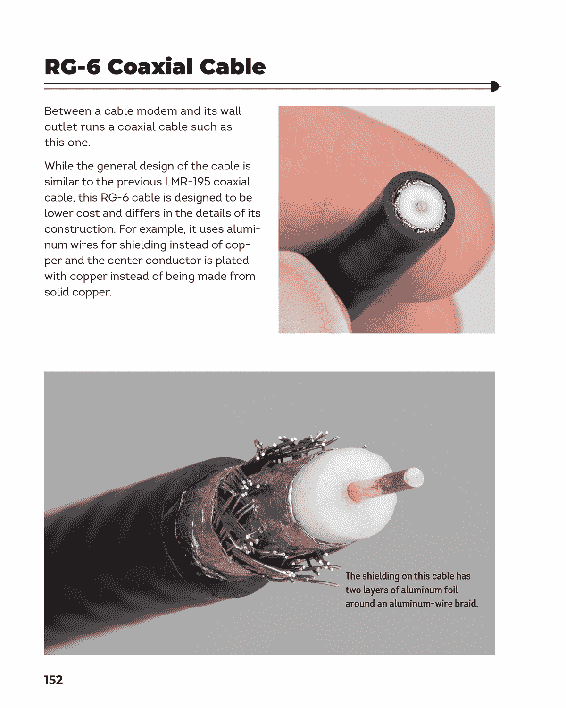 RG-6 Coaxial Cable
Between a cable modem and its wall
outlet runs a coaxial cable such as
this one.
While the general design of the cable is
similar to the previous LMR-195 coaxial
cable, this RG-6 cable is designed to be
lower cost and differs in the details of its
construction. For example, it uses alumi-
num wires for shielding instead of cop-
per and the center conductor is plated
with copper instead of being made from
solid copper.
The shielding on this cable has
two layers of aluminum foil
around an aluminum-wire braid.
152